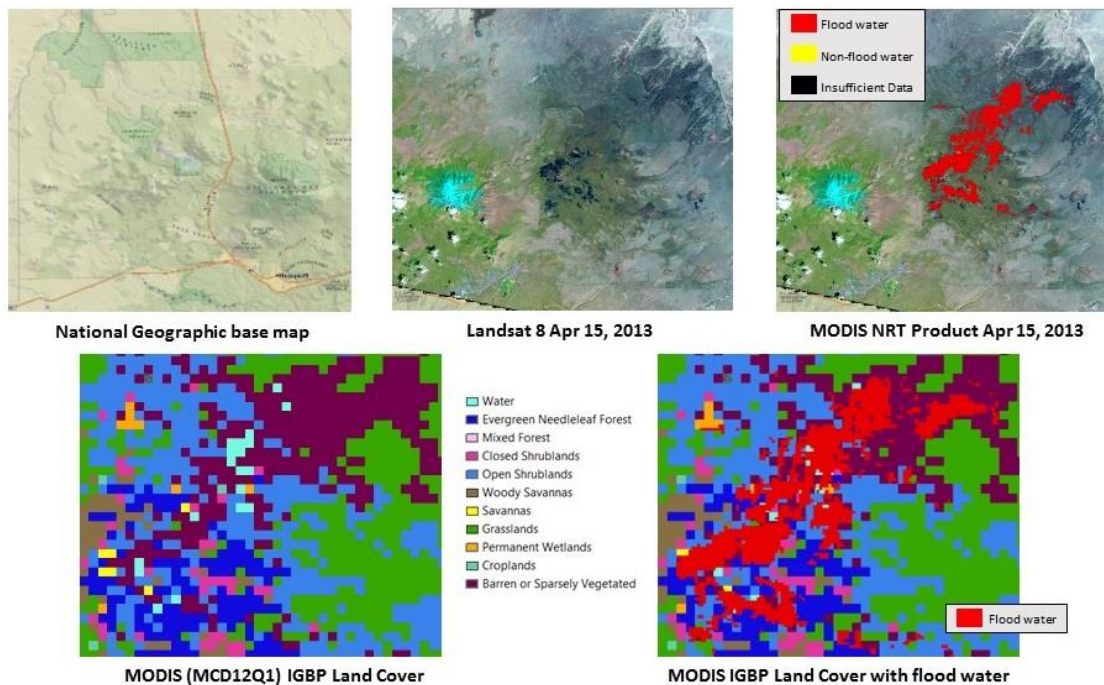 Flood water
Non-flood water
Insufficient Data
National Geographic base map
Landsat 8 Apr 15, 2013
MODIS NRT Product Apr 15, 2013
Water
Evergreen Needleleaf Forest
Mixed Forest
Closed Shrublands
Open Shrublands
Woody Savannas
Savannas
Grasslands
Permanent Wetlands
Croplands
Barren or Sparsely Vegetated
Flood water
MODIS (MCD12Q1) IGBP Land Cover
MODIS IGBP Land Cover with flood water